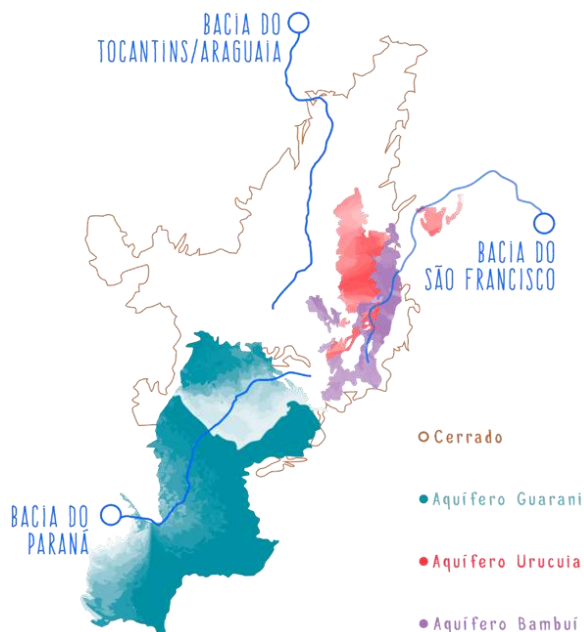 BACIA DO
TOCANTINS/ARAGUAIA
BACIA DO
SÃO FRANCISCO
Cerrado
Aquífero Guarani
BACIA DO
PARANÁ
Aquífero Urucuia
Aquífero Bambuí